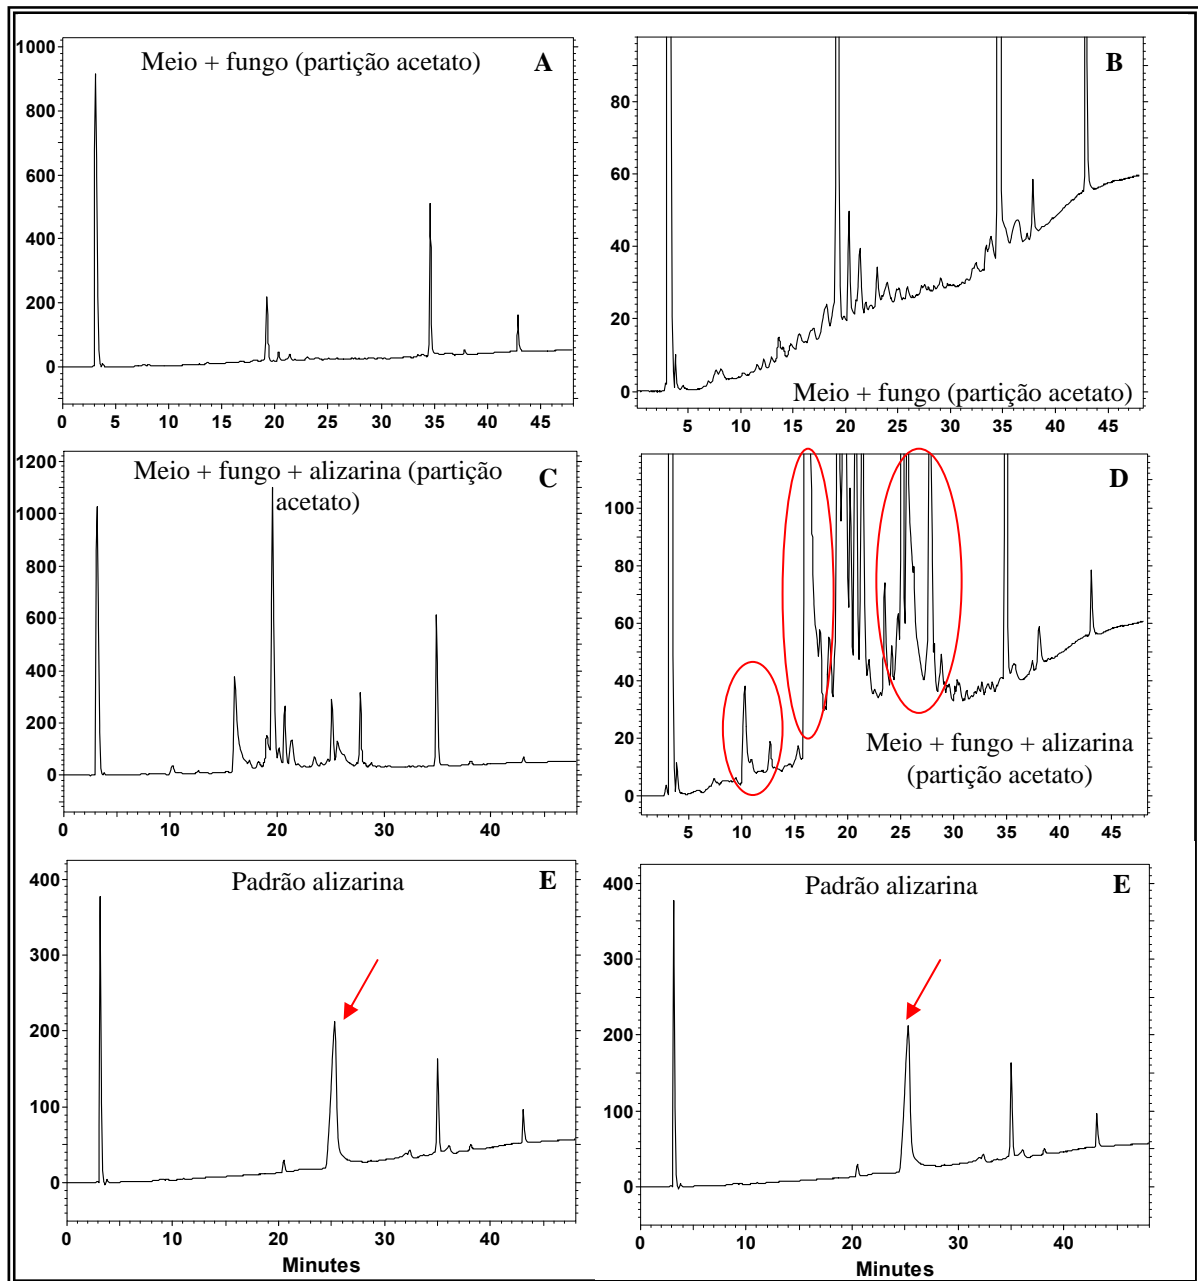 Meio + fungo (partição acetato)
A
1000
800
600
400
200
0
0 5 10 15 20 25 30 35 40 45
B
80
60
40
20
0
Meio + fungo (partição acetato)
5 10 15 20 25 30 35 40 45
Meio + fungo + alizarina (partição
acetato)
C
1200
1000
800
600
400
200
0
0 10 20 30 40
D
100
80
60
40
20
0
Meio + fungo + alizarina
(partição acetato)
5 10 15 20 25 30 35 40 45
Padrão alizarina
E
400
300
200
100
0
0 10 20 30 40
Minutes
Padrão alizarina
E
400
300
200
100
0
0 10 20 30 40
Minutes